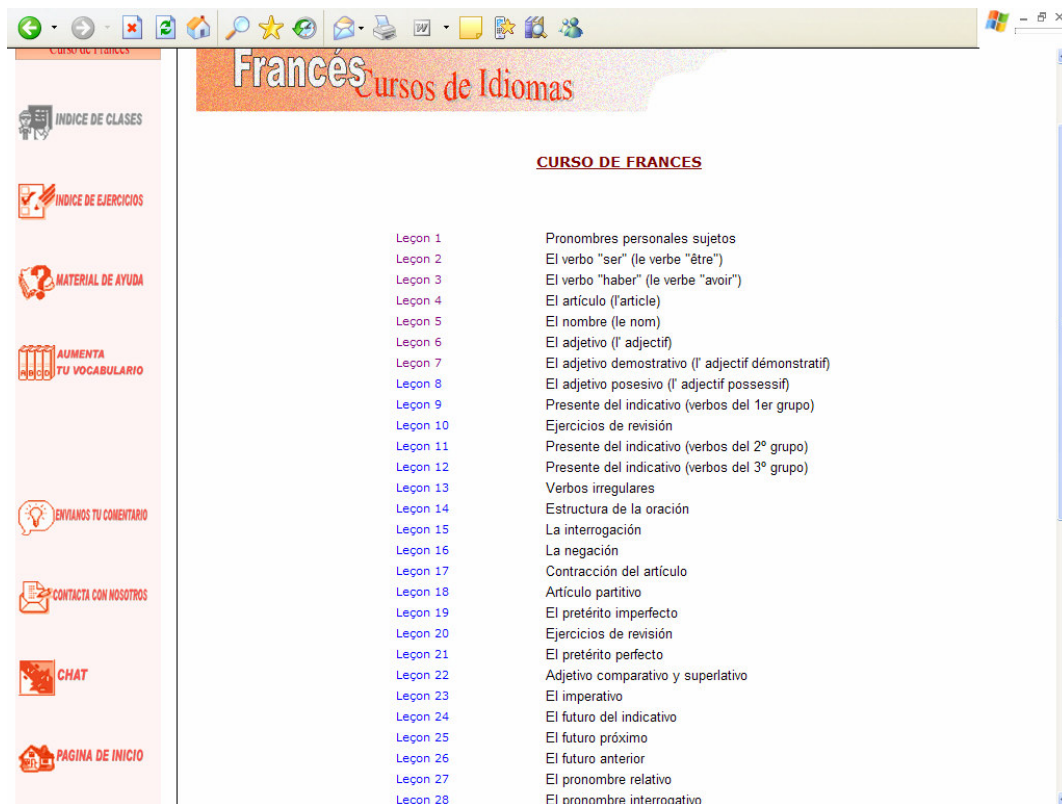 Curso de Frances
Francés
Cursos de Idiomas
INDICE DE CLASES
INDICE DE EJERCICIOS
MATERIAL DE AYUDA
AUMENTA
TU VOCABULARIO
ENVIANOS TU COMENTARIO
CONTACTA CON NOSOTROS
CHAT
PAGINA DE INICIO
CURSO DE FRANCES
Leçon 1 Pronombres personales sujetos
Leçon 2 El verbo "ser" (le verbe "être")
Leçon 3 El verbo "haber" (le verbe "avoir")
Leçon 4 El artículo (l'article)
Leçon 5 El nombre (le nom)
Leçon 6 El adjetivo (l' adjectif)
Leçon 7 El adjetivo demostrativo (l' adjectif démonstratif)
Leçon 8 El adjetivo posesivo (l' adjectif possessif)
Leçon 9 Presente del indicativo (verbos del 1er grupo)
Leçon 10 Ejercicios de revisión
Leçon 11 Presente del indicativo (verbos del 2º grupo)
Leçon 12 Presente del indicativo (verbos del 3º grupo)
Leçon 13 Verbos irregulares
Leçon 14 Estructura de la oración
Leçon 15 La interrogación
Leçon 16 La negación
Leçon 17 Contracción del artículo
Leçon 18 Artículo partitivo
Leçon 19 El pretérito imperfecto
Leçon 20 Ejercicios de revisión
Leçon 21 El pretérito perfecto
Leçon 22 Adjetivo comparativo y superlativo
Leçon 23 El imperativo
Leçon 24 El futuro del indicativo
Leçon 25 El futuro próximo
Leçon 26 El futuro anterior
Leçon 27 El pronombre relativo
Leçon 28 El pronombre interrogativo